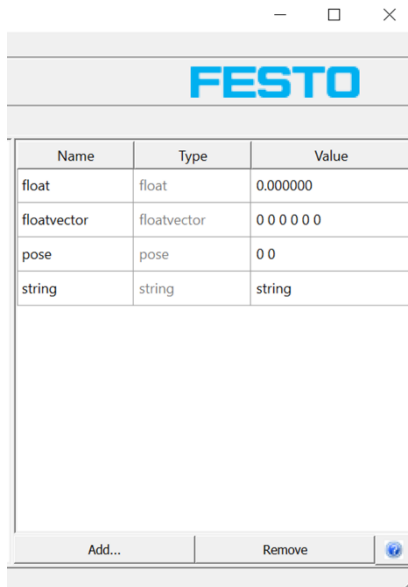 FESTO
Name Type Value
float float 0.000000
floatvector floatvector 0 0 0 0 0 0
pose pose 0 0
string string string
Add... Remove ?